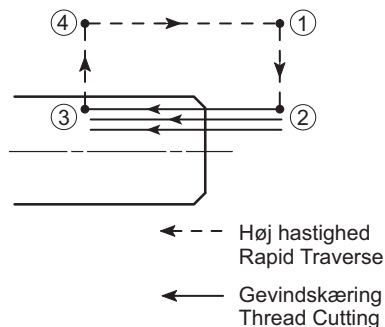 ④ ①
③ ②
Høj hastighed
Rapid Traverse
Gevindskæring
Thread Cutting